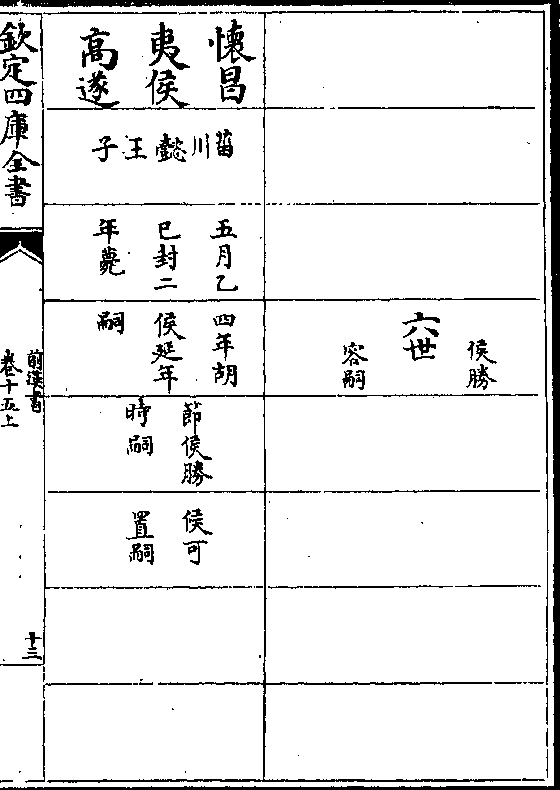 六世
侯勝
容嗣
懷昌
夷侯
高遂
菑川懿王子
五月乙
巳封二
年薨
四年胡
侯延年
嗣
節侯勝
時嗣
侯可
置嗣
欽定四庫全書
前漢書
卷十五上
十三